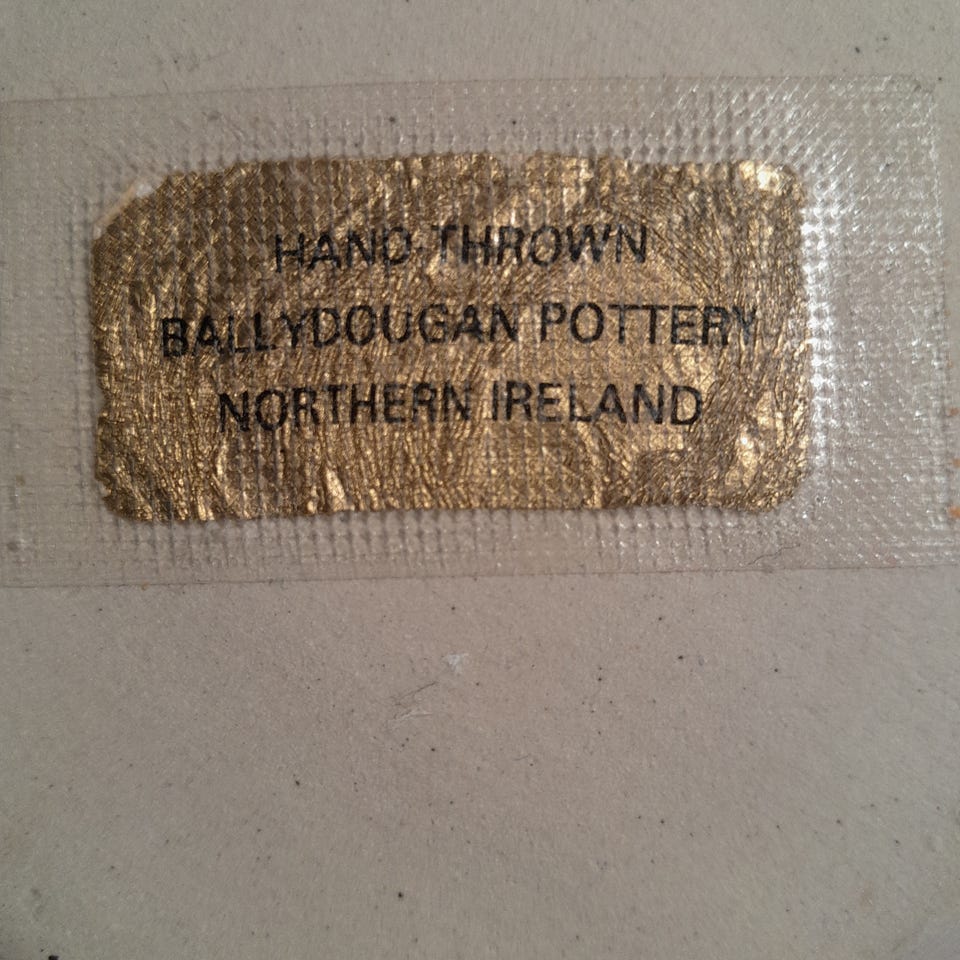 HAND-THROWN
BALLYDOUGAN POTTERY
NORTHERN IRELAND